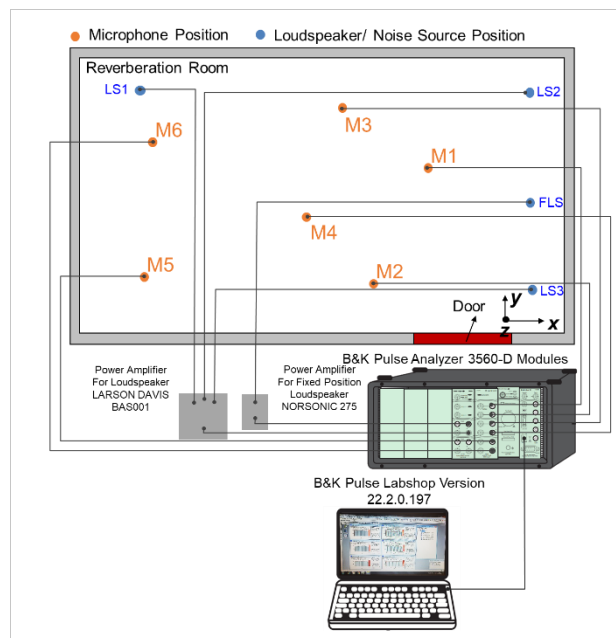 Microphone Position
Loudspeaker/ Noise Source Position
Reverberation Room
LS1
LS2
M3
M6
M1
FLS
M4
M5
M2
LS3
Door
y
x
z
B&K Pulse Analyzer 3560-D Modules
Power Amplifier
For Loudspeaker
LARSON DAVIS
BAS001
Power Amplifier
For Fixed Position
Loudspeaker
NORSONIC 275
B&K Pulse Labshop Version
22.2.0.197